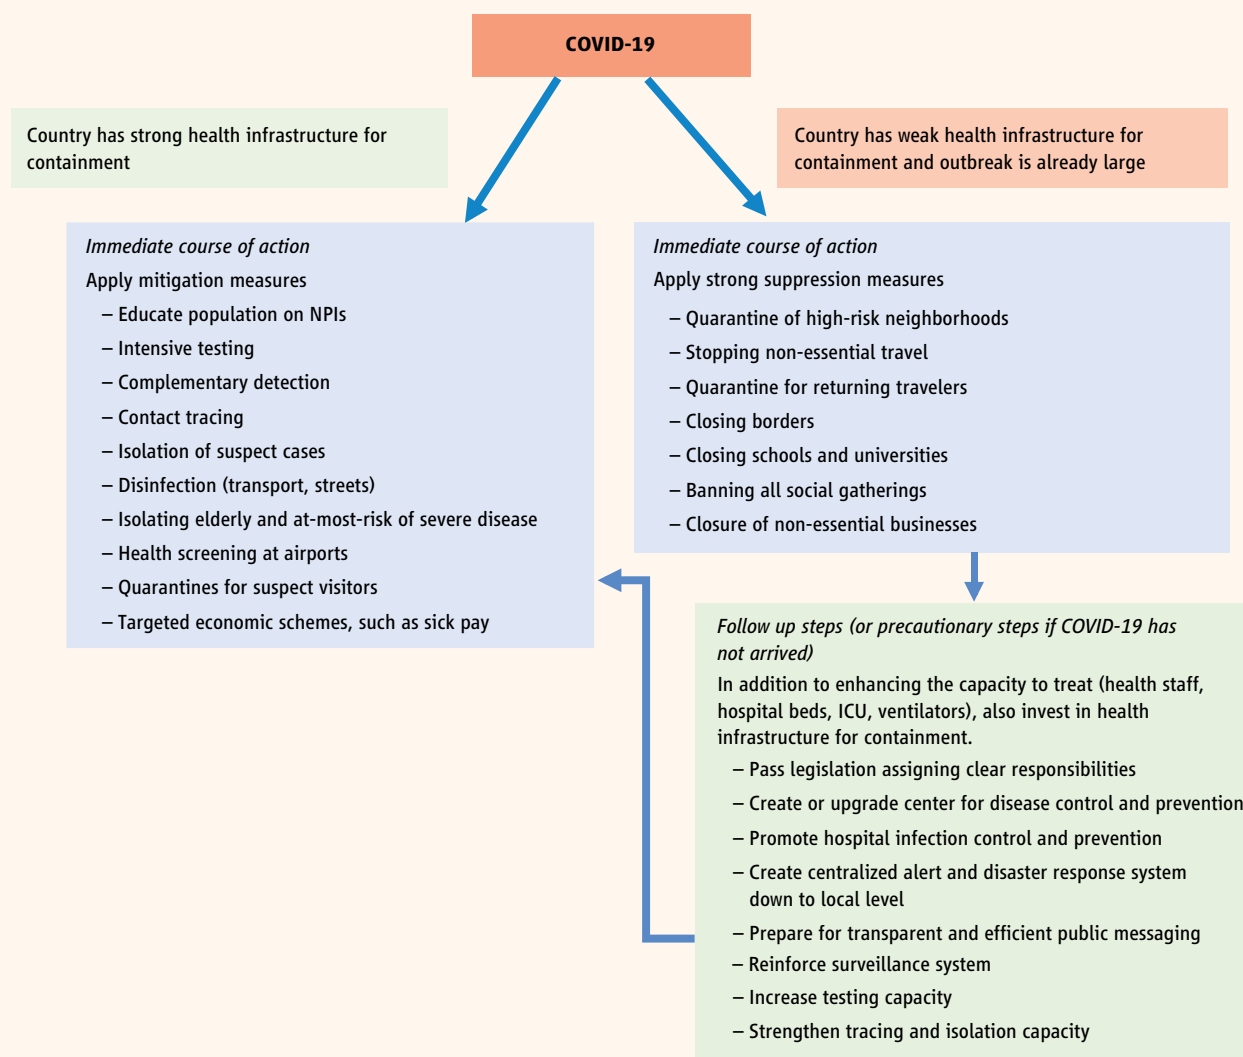 COVID-19
Country has strong health infrastructure for
containment
Country has weak health infrastructure for
containment and outbreak is already large
Immediate course of action
Apply mitigation measures
– Educate population on NPIs
– Intensive testing
– Complementary detection
– Contact tracing
– Isolation of suspect cases
– Disinfection (transport, streets)
– Isolating elderly and at-most-risk of severe disease
– Health screening at airports
– Quarantines for suspect visitors
– Targeted economic schemes, such as sick pay
Immediate course of action
Apply strong suppression measures
– Quarantine of high-risk neighborhoods
– Stopping non-essential travel
– Quarantine for returning travelers
– Closing borders
– Closing schools and universities
– Banning all social gatherings
– Closure of non-essential businesses
Follow up steps (or precautionary steps if COVID-19 has
not arrived)
In addition to enhancing the capacity to treat (health staff,
hospital beds, ICU, ventilators), also invest in health
infrastructure for containment.
– Pass legislation assigning clear responsibilities
– Create or upgrade center for disease control and prevention
– Promote hospital infection control and prevention
– Create centralized alert and disaster response system
down to local level
– Prepare for transparent and efficient public messaging
– Reinforce surveillance system
– Increase testing capacity
– Strengthen tracing and isolation capacity